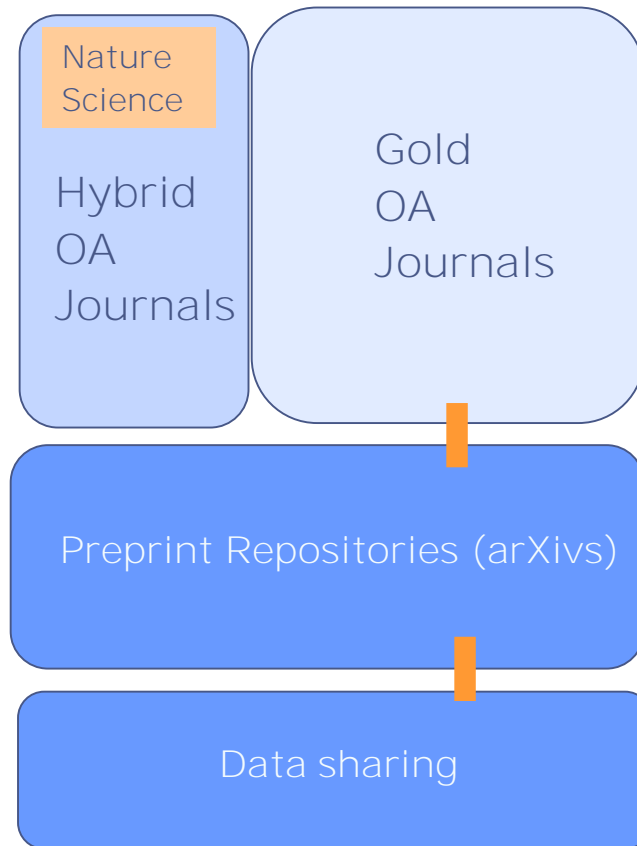 Nature
Science
Hybrid
OA
Journals
Gold
OA
Journals
Preprint Repositories (arXivs)
Data sharing